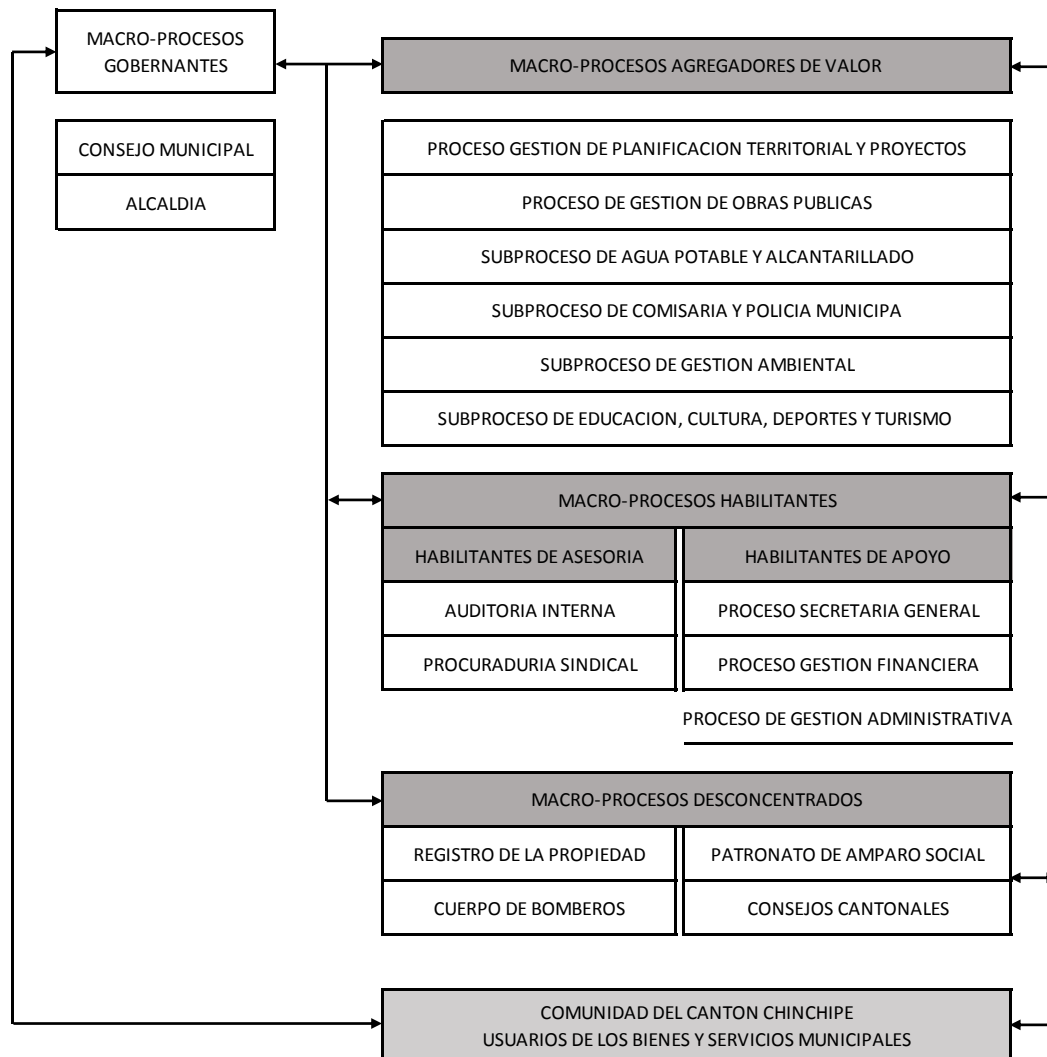 MACRO-PROCESOS
GOBERNANTES
MACRO-PROCESOS AGREGADORES DE VALOR
CONSEJO MUNICIPAL
ALCALDIA
PROCESO GESTION DE PLANIFICACION TERRITORIAL Y PROYECTOS
PROCESO DE GESTION DE OBRAS PUBLICAS
SUBPROCESO DE AGUA POTABLE Y ALCANTARILLADO
SUBPROCESO DE COMISARIA Y POLICIA MUNICIPA
SUBPROCESO DE GESTION AMBIENTAL
SUBPROCESO DE EDUCACION, CULTURA, DEPORTES Y TURISMO
MACRO-PROCESOS HABILITANTES
HABILITANTES DE ASESORIA
HABILITANTES DE APOYO
AUDITORIA INTERNA
PROCESO SECRETARIA GENERAL
PROCURADURIA SINDICAL
PROCESO GESTION FINANCIERA
PROCESO DE GESTION ADMINISTRATIVA
MACRO-PROCESOS DESCONCENTRADOS
REGISTRO DE LA PROPIEDAD
PATRONATO DE AMPARO SOCIAL
CUERPO DE BOMBEROS
CONSEJOS CANTONALES
COMUNIDAD DEL CANTON CHINCHIPE
USUARIOS DE LOS BIENES Y SERVICIOS MUNICIPALES